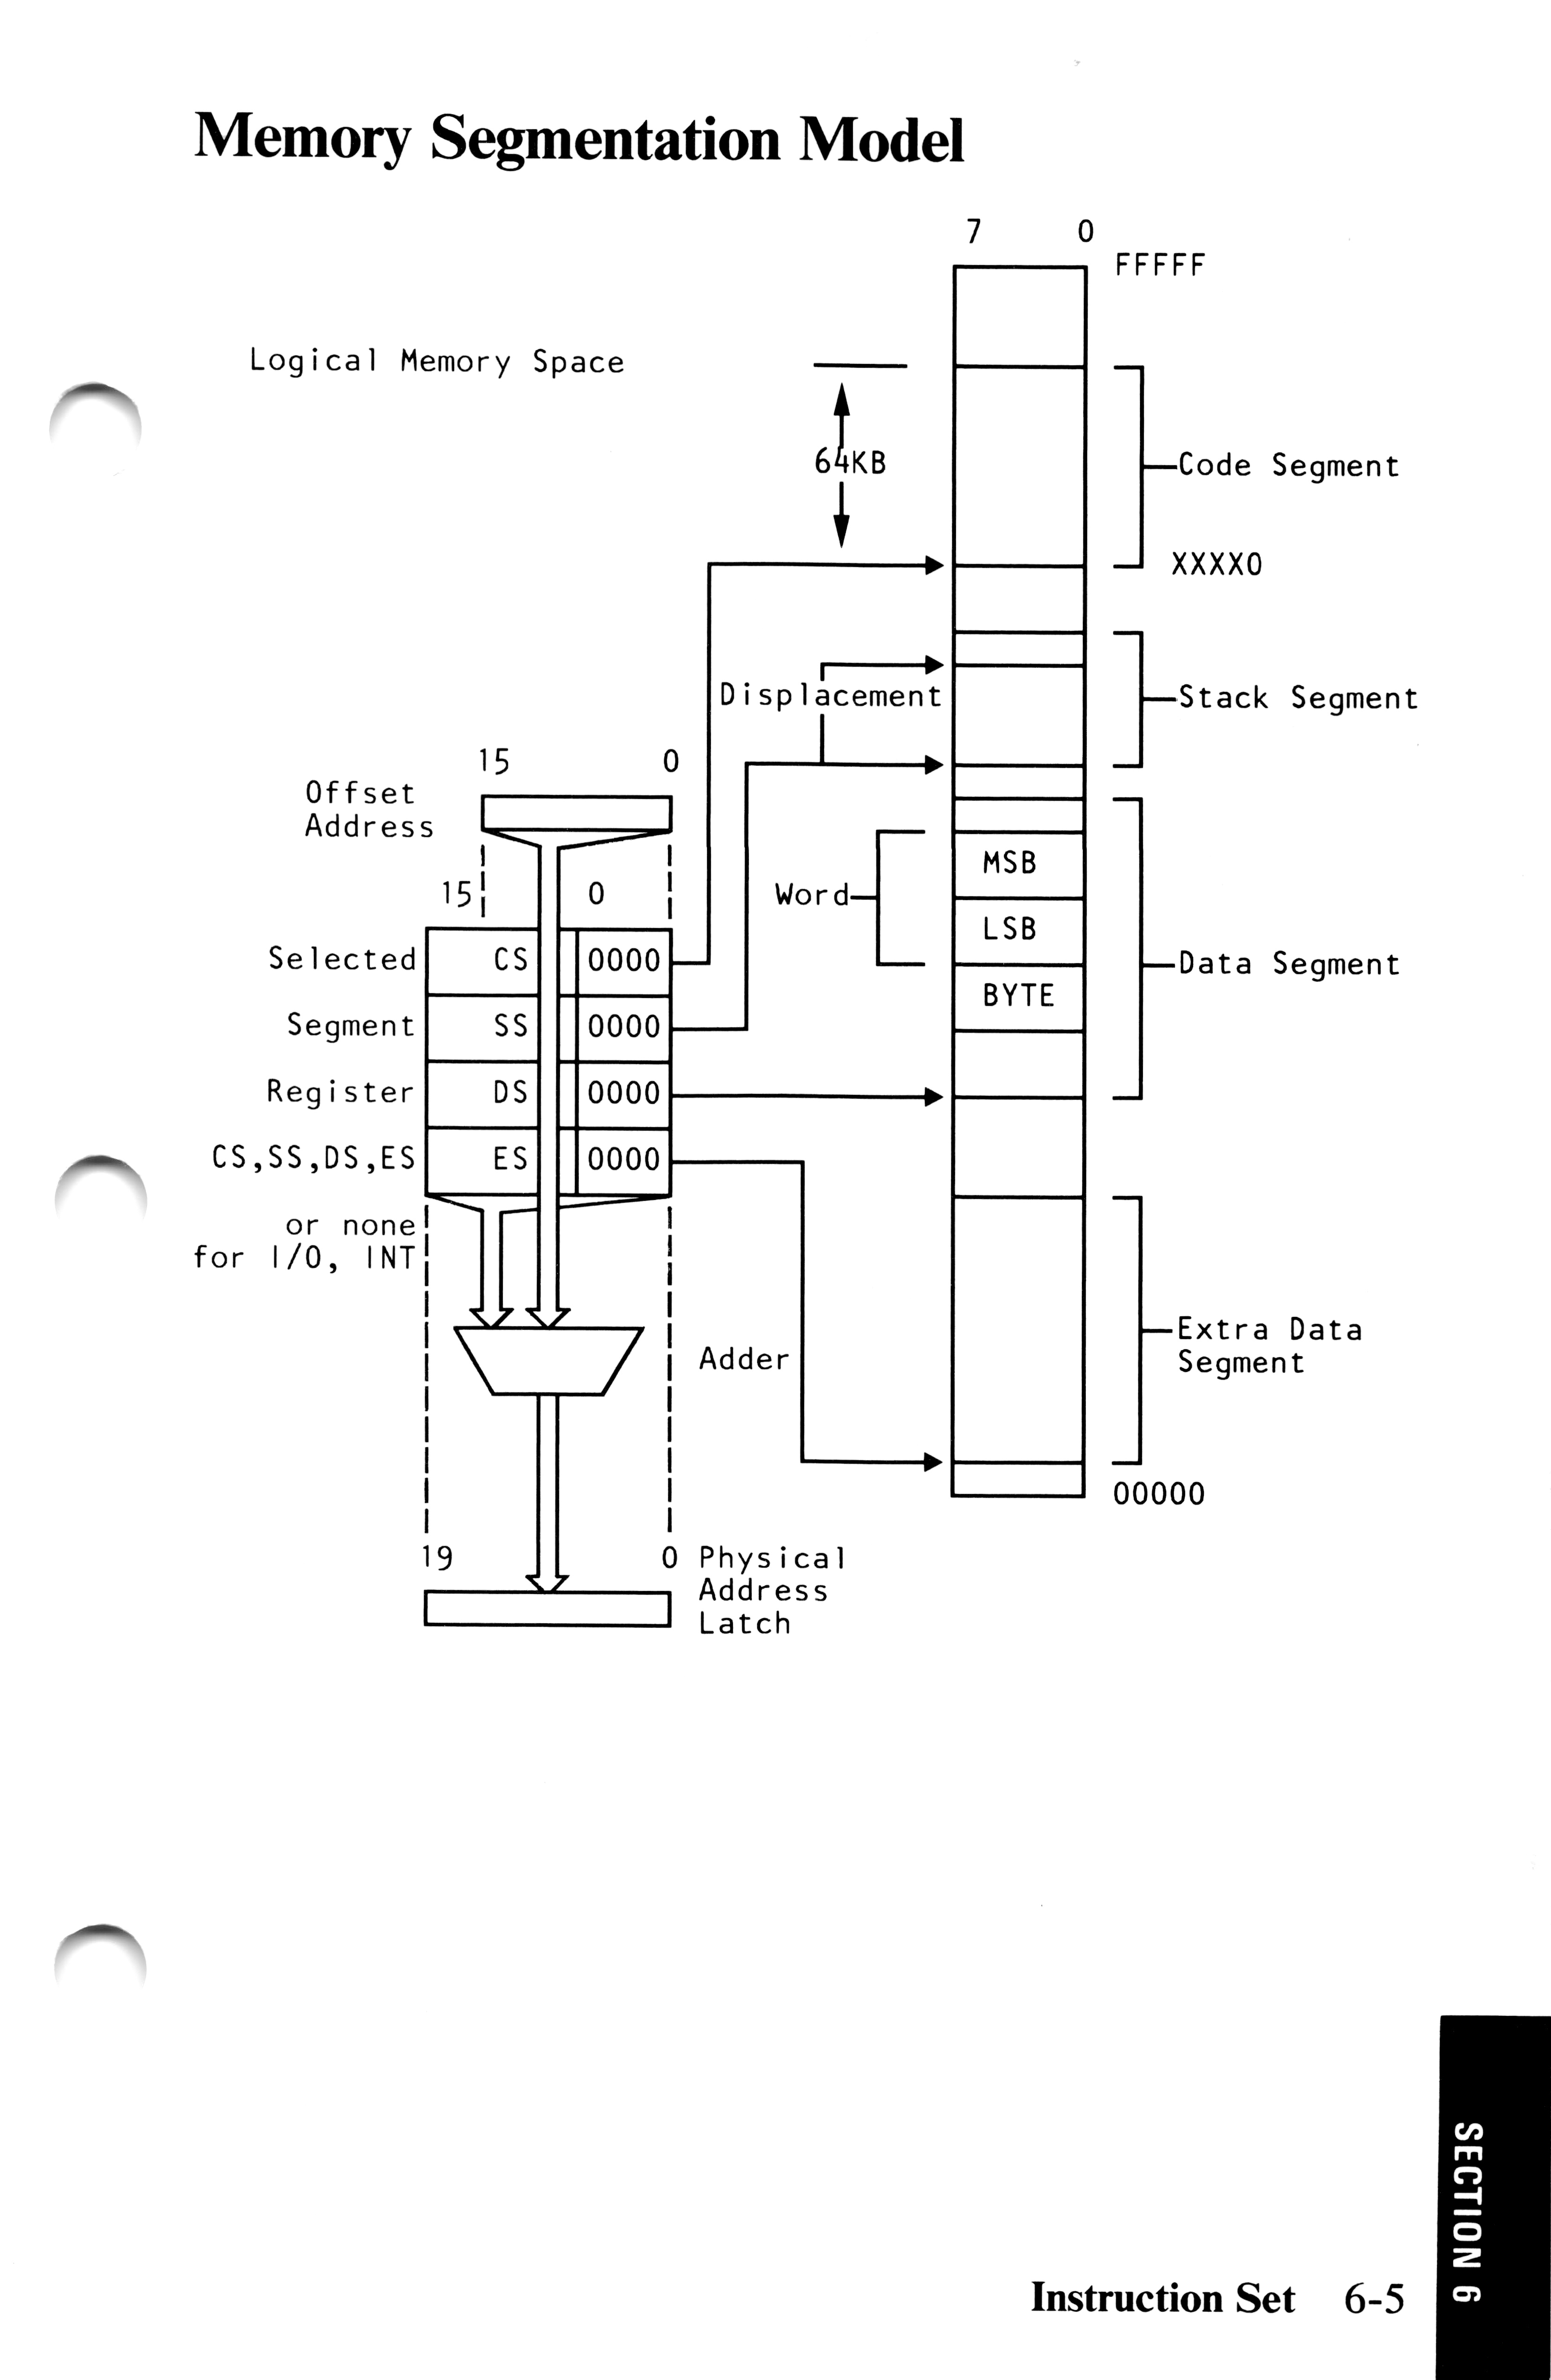 Memory Segmentation Model
7 0
FFFFF
Logical Memory Space
64KB
Code Segment
XXXX0
Displacement
Stack Segment
15 0
Offset
Address
15 0
MSB
Word
LSB
BYTE
Data Segment
Selected CS 0000
Segment SS 0000
Register DS 0000
CS,SS,DS,ES ES 0000
or none
for I/O, INT
Extra Data
Segment
Adder
00000
19 0
Physical
Address
Latch
SECTION 6
Instruction Set 6-5